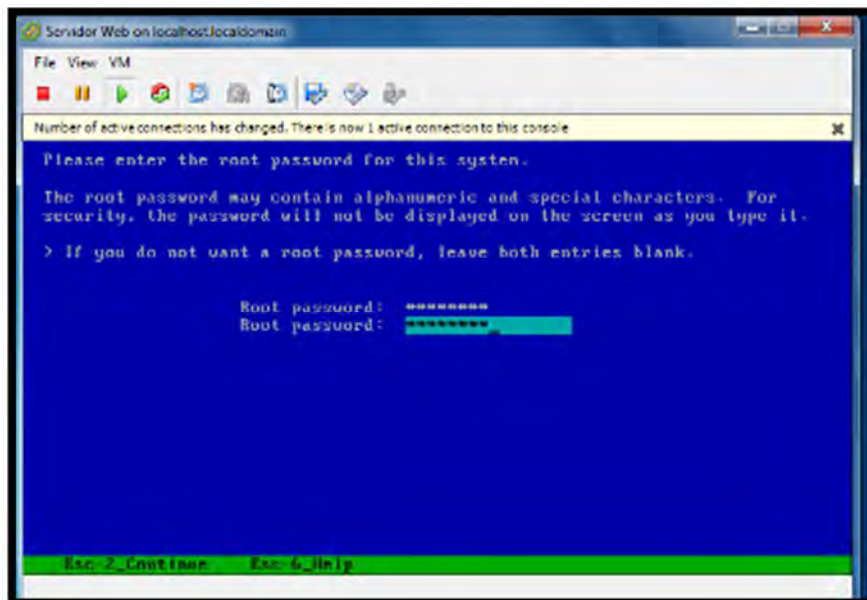 Servidor Web on localhost.localdomain
File View VM
Number of active connections has changed. There is now 1 active connection to this console
Please enter the root password for this system.
The root password may contain alphanumeric and special characters. For
security, the password will not be displayed on the screen as you type it.
> If you do not want a root password, leave both entries blank.
Root password: ********
Root password: ********_
Esc-2_Continue Esc-6_Help